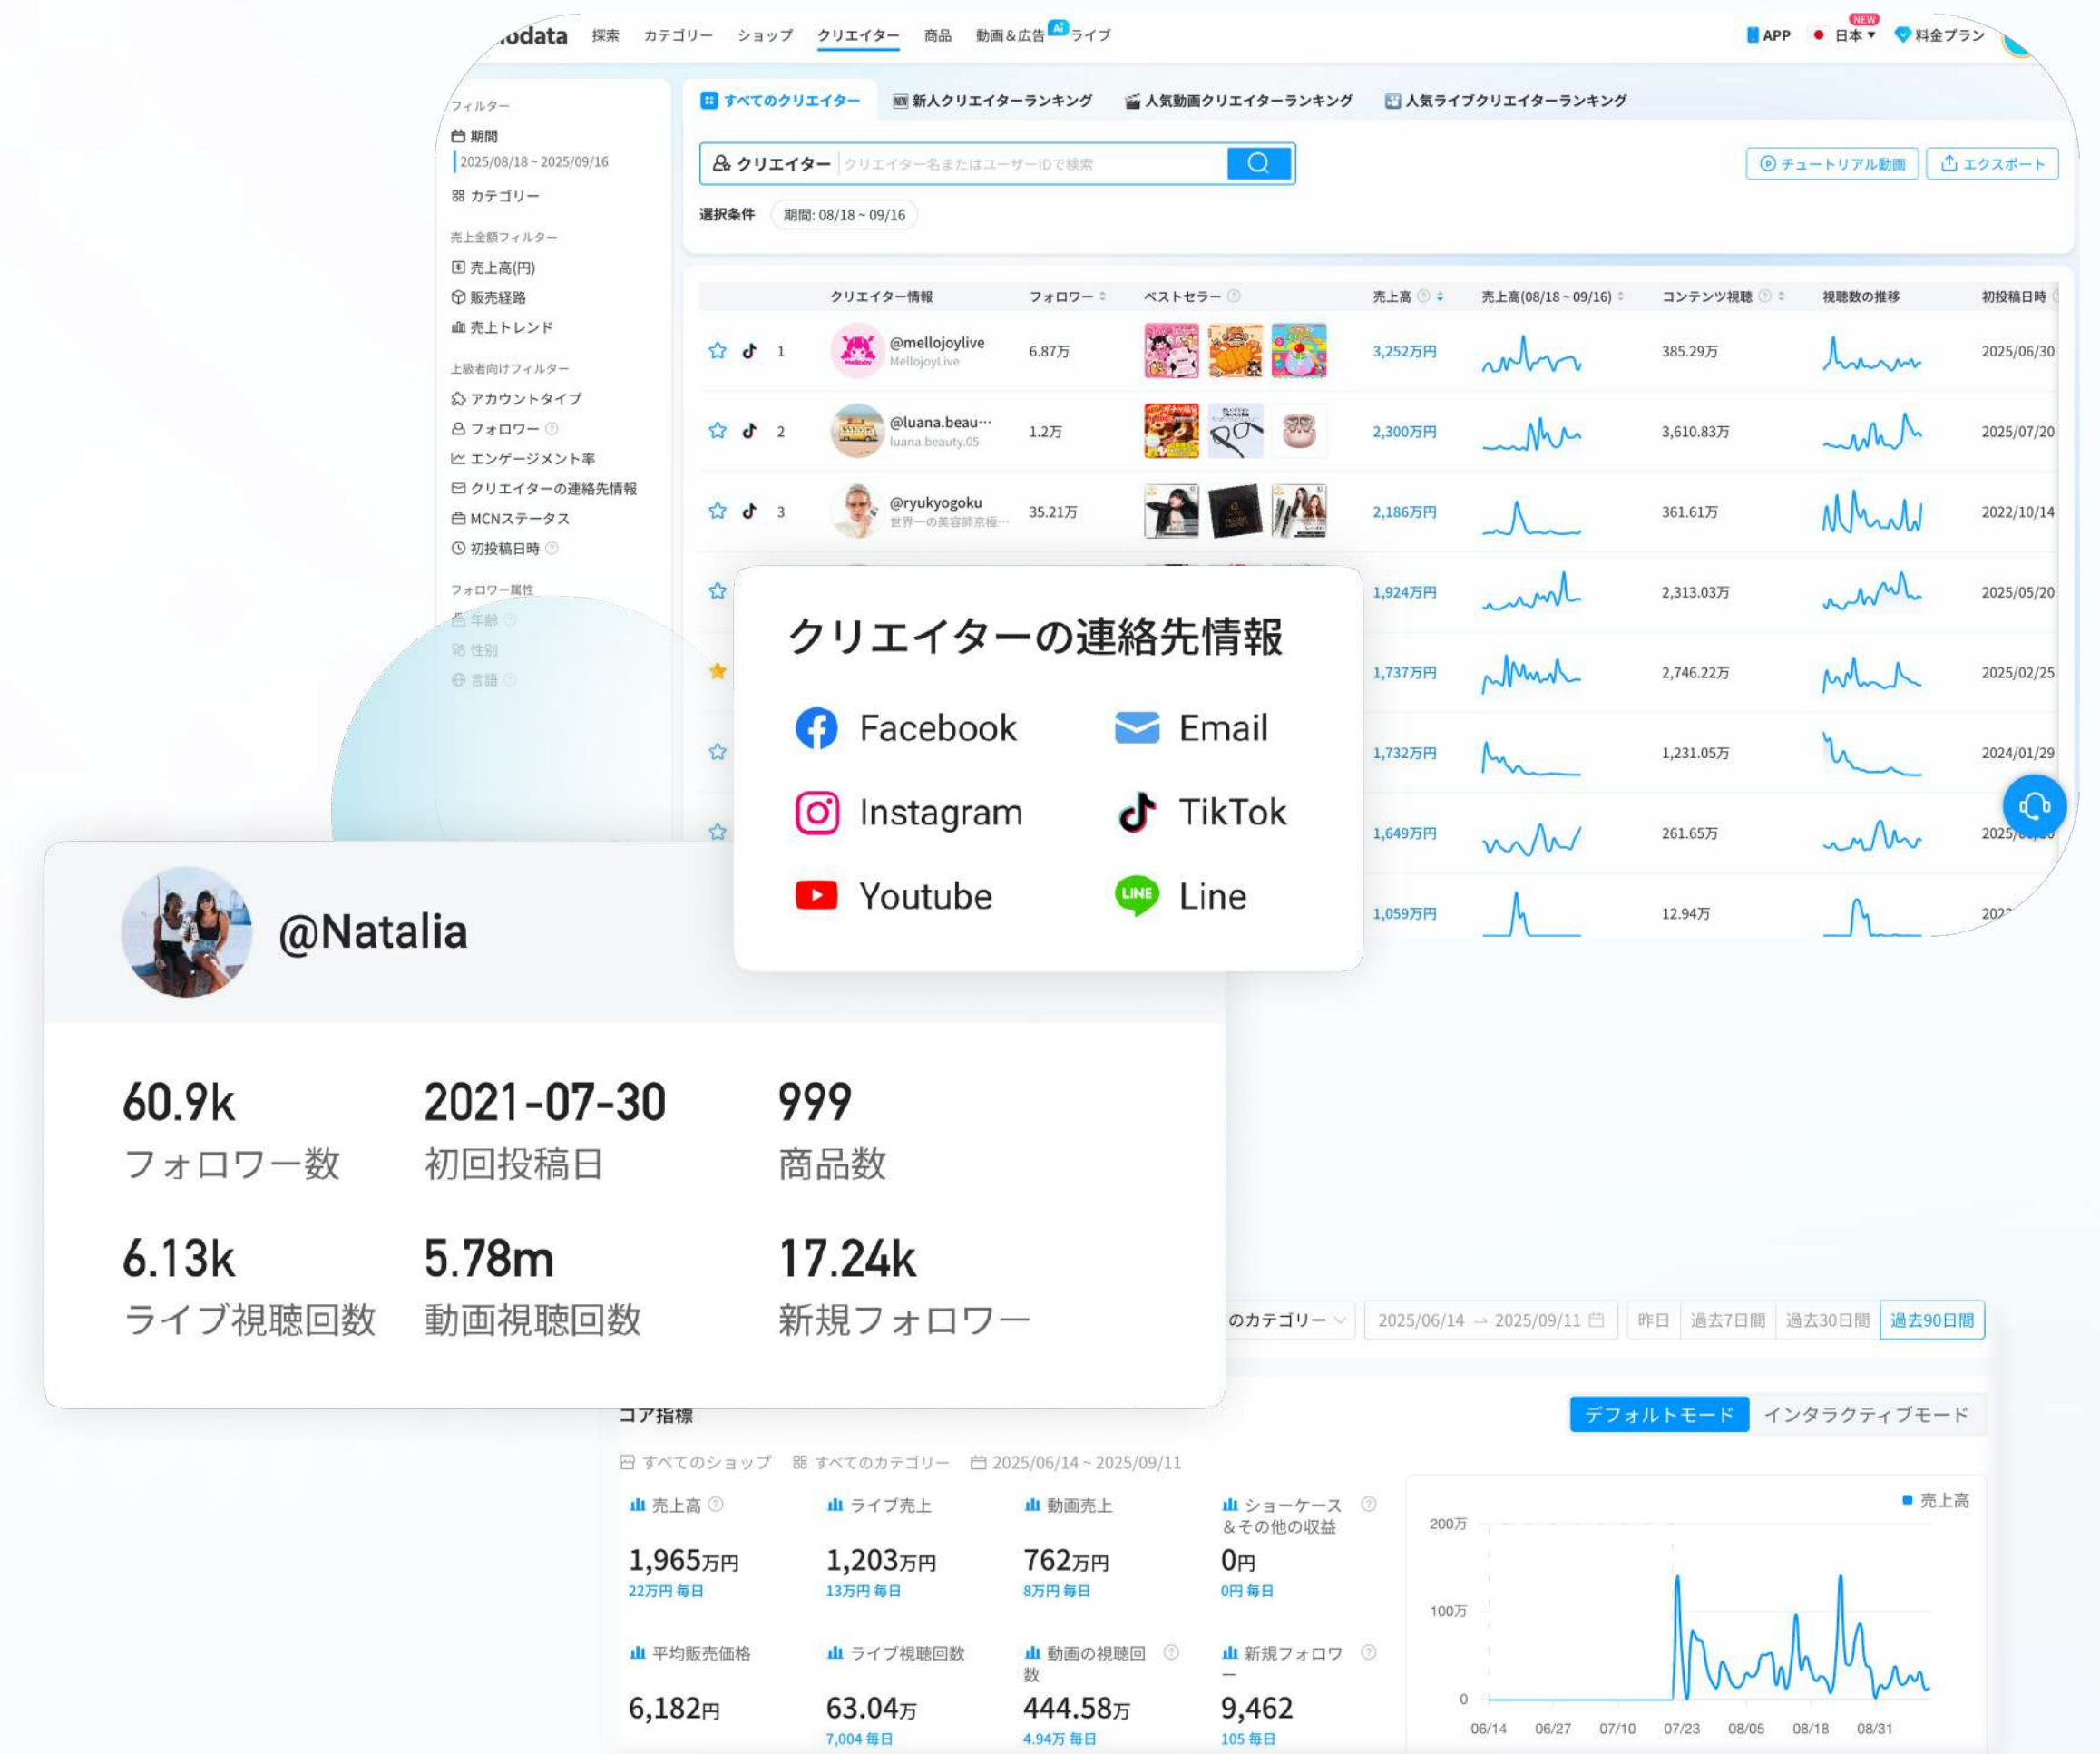 odata 探索 カテゴリー ショップ クリエイター 商品 動画＆広告 Ai ライブ APP 日本 NEW 料金プラン
フィルター
期間
2025/08/18 ~ 2025/09/16
カテゴリー
売上金額フィルター
売上高(円)
販売経路
売上トレンド
上級者向けフィルター
アカウントタイプ
フォロワー
エンゲージメント率
クリエイターの連絡先情報
MCNステータス
初投稿日時
フォロワー属性
年齢
性別
言語
すべてのクリエイター 新人クリエイターランキング 人気動画クリエイターランキング 人気ライブクリエイターランキング
クリエイター クリエイター名またはユーザーIDで検索
チュートリアル動画 エクスポート
選択条件 期間: 08/18 ~ 09/16
クリエイター情報 フォロワー ベストセラー 売上高 売上高(08/18 ~ 09/16) コンテンツ視聴 視聴数の推移 初投稿日時
1 @mellojoylive 6.87万 3,252万円 385.29万 2025/06/30
MellojoyLive
2 @luana.beau… 1.2万 2,300万円 3,610.83万 2025/07/20
luana.beauty.05
3 @ryukyogoku 35.21万 2,186万円 361.61万 2022/10/14
世界一の美容師京極…
1,924万円 2,313.03万 2025/05/20
1,737万円 2,746.22万 2025/02/25
1,732万円 1,231.05万 2024/01/29
1,649万円 261.65万
1,059万円 12.94万
クリエイターの連絡先情報
Facebook Email
Instagram TikTok
Youtube LINE Line
@Natalia
60.9k 2021-07-30 999
フォロワー数 初回投稿日 商品数
6.13k 5.78m 17.24k
ライブ視聴回数 動画視聴回数 新規フォロワー
のカテゴリー 2025/06/14 → 2025/09/11 昨日 過去7日間 過去30日間 過去90日間
コア指標 デフォルトモード インタラクティブモード
すべてのショップ すべてのカテゴリー 2025/06/14 ~ 2025/09/11
売上高 ライブ売上 動画売上 ショーケース
＆その他の収益
1,965万円 1,203万円 762万円 0円
22万円 毎日 13万円 毎日 8万円 毎日 0円 毎日
平均販売価格 ライブ視聴回数 動画の視聴回 新規フォロワ
数 ー
6,182円 63.04万 444.58万 9,462
7,004 毎日 4.94万 毎日 105 毎日
売上高
200万
100万
0
06/14 06/27 07/10 07/23 08/05 08/18 08/31